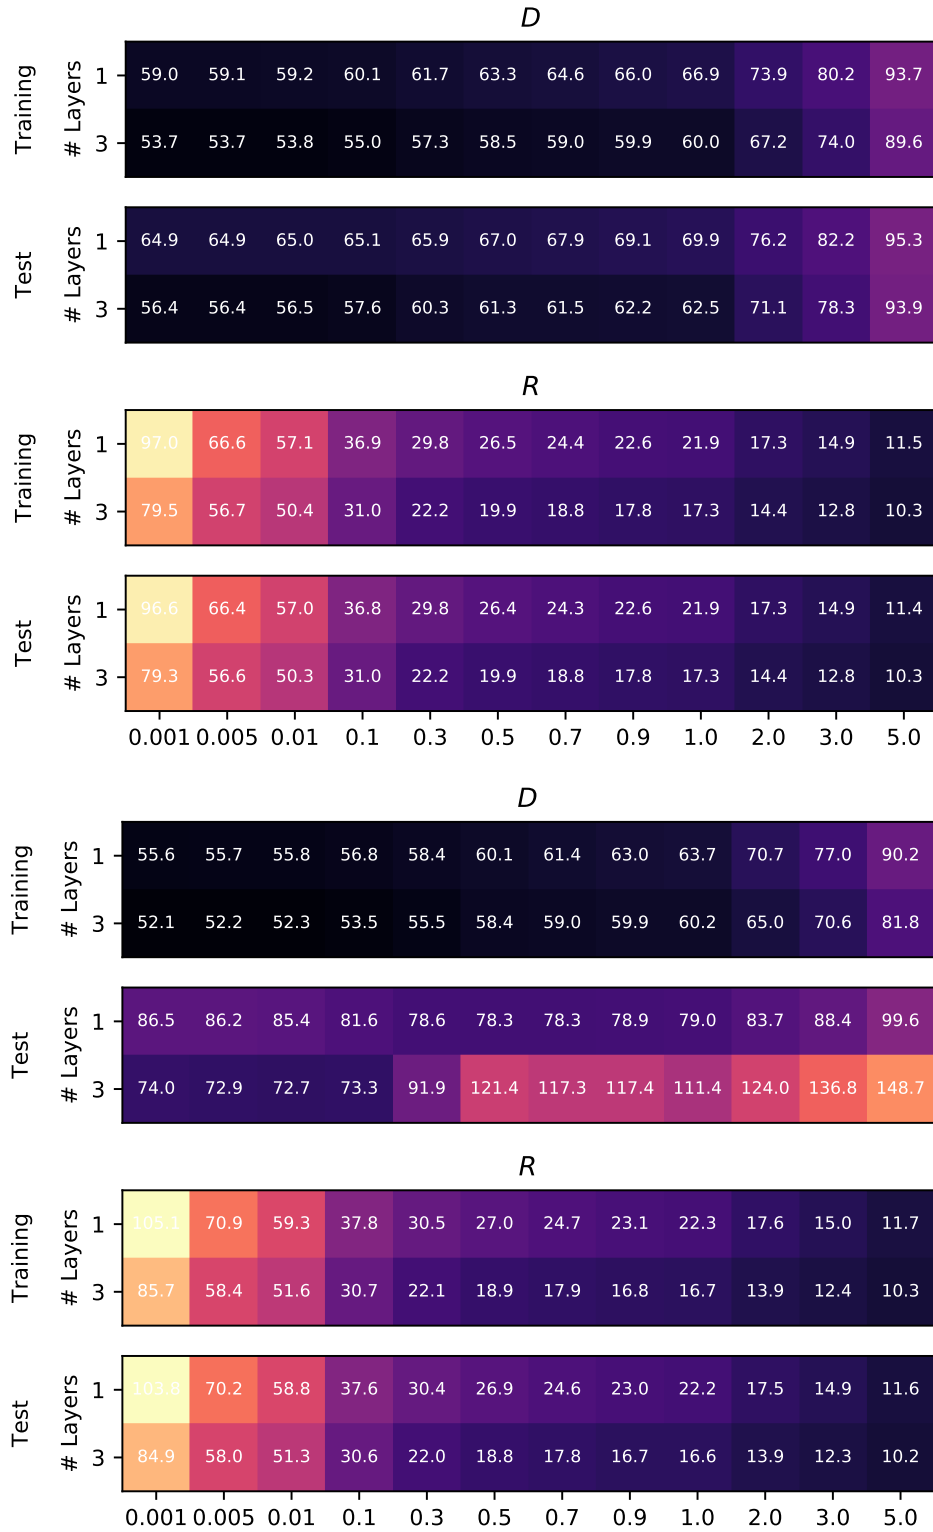 D
Training
# Layers
1
59.0 59.1 59.2 60.1 61.7 63.3 64.6 66.0 66.9 73.9 80.2 93.7
3
53.7 53.7 53.8 55.0 57.3 58.5 59.0 59.9 60.0 67.2 74.0 89.6
Test
# Layers
1
64.9 64.9 65.0 65.1 65.9 67.0 67.9 69.1 69.9 76.2 82.2 95.3
3
56.4 56.4 56.5 57.6 60.3 61.3 61.5 62.2 62.5 71.1 78.3 93.9
R
Training
# Layers
1
97.0 66.6 57.1 36.9 29.8 26.5 24.4 22.6 21.9 17.3 14.9 11.5
3
79.5 56.7 50.4 31.0 22.2 19.9 18.8 17.8 17.3 14.4 12.8 10.3
Test
# Layers
1
96.6 66.4 57.0 36.8 29.8 26.4 24.3 22.6 21.9 17.3 14.9 11.4
3
79.3 56.6 50.3 31.0 22.2 19.9 18.8 17.8 17.3 14.4 12.8 10.3
0.001 0.005 0.01 0.1 0.3 0.5 0.7 0.9 1.0 2.0 3.0 5.0
D
Training
# Layers
1
55.6 55.7 55.8 56.8 58.4 60.1 61.4 63.0 63.7 70.7 77.0 90.2
3
52.1 52.2 52.3 53.5 55.5 58.4 59.0 59.9 60.2 65.0 70.6 81.8
Test
# Layers
1
86.5 86.2 85.4 81.6 78.6 78.3 78.3 78.9 79.0 83.7 88.4 99.6
3
74.0 72.9 72.7 73.3 91.9 121.4 117.3 117.4 111.4 124.0 136.8 148.7
R
Training
# Layers
1
105.1 70.9 59.3 37.8 30.5 27.0 24.7 23.1 22.3 17.6 15.0 11.7
3
85.7 58.4 51.6 30.7 22.1 18.9 17.9 16.8 16.7 13.9 12.4 10.3
Test
# Layers
1
103.8 70.2 58.8 37.6 30.4 26.9 24.6 23.0 22.2 17.5 14.9 11.6
3
84.9 58.0 51.3 30.6 22.0 18.8 17.8 16.7 16.6 13.9 12.3 10.2
0.001 0.005 0.01 0.1 0.3 0.5 0.7 0.9 1.0 2.0 3.0 5.0